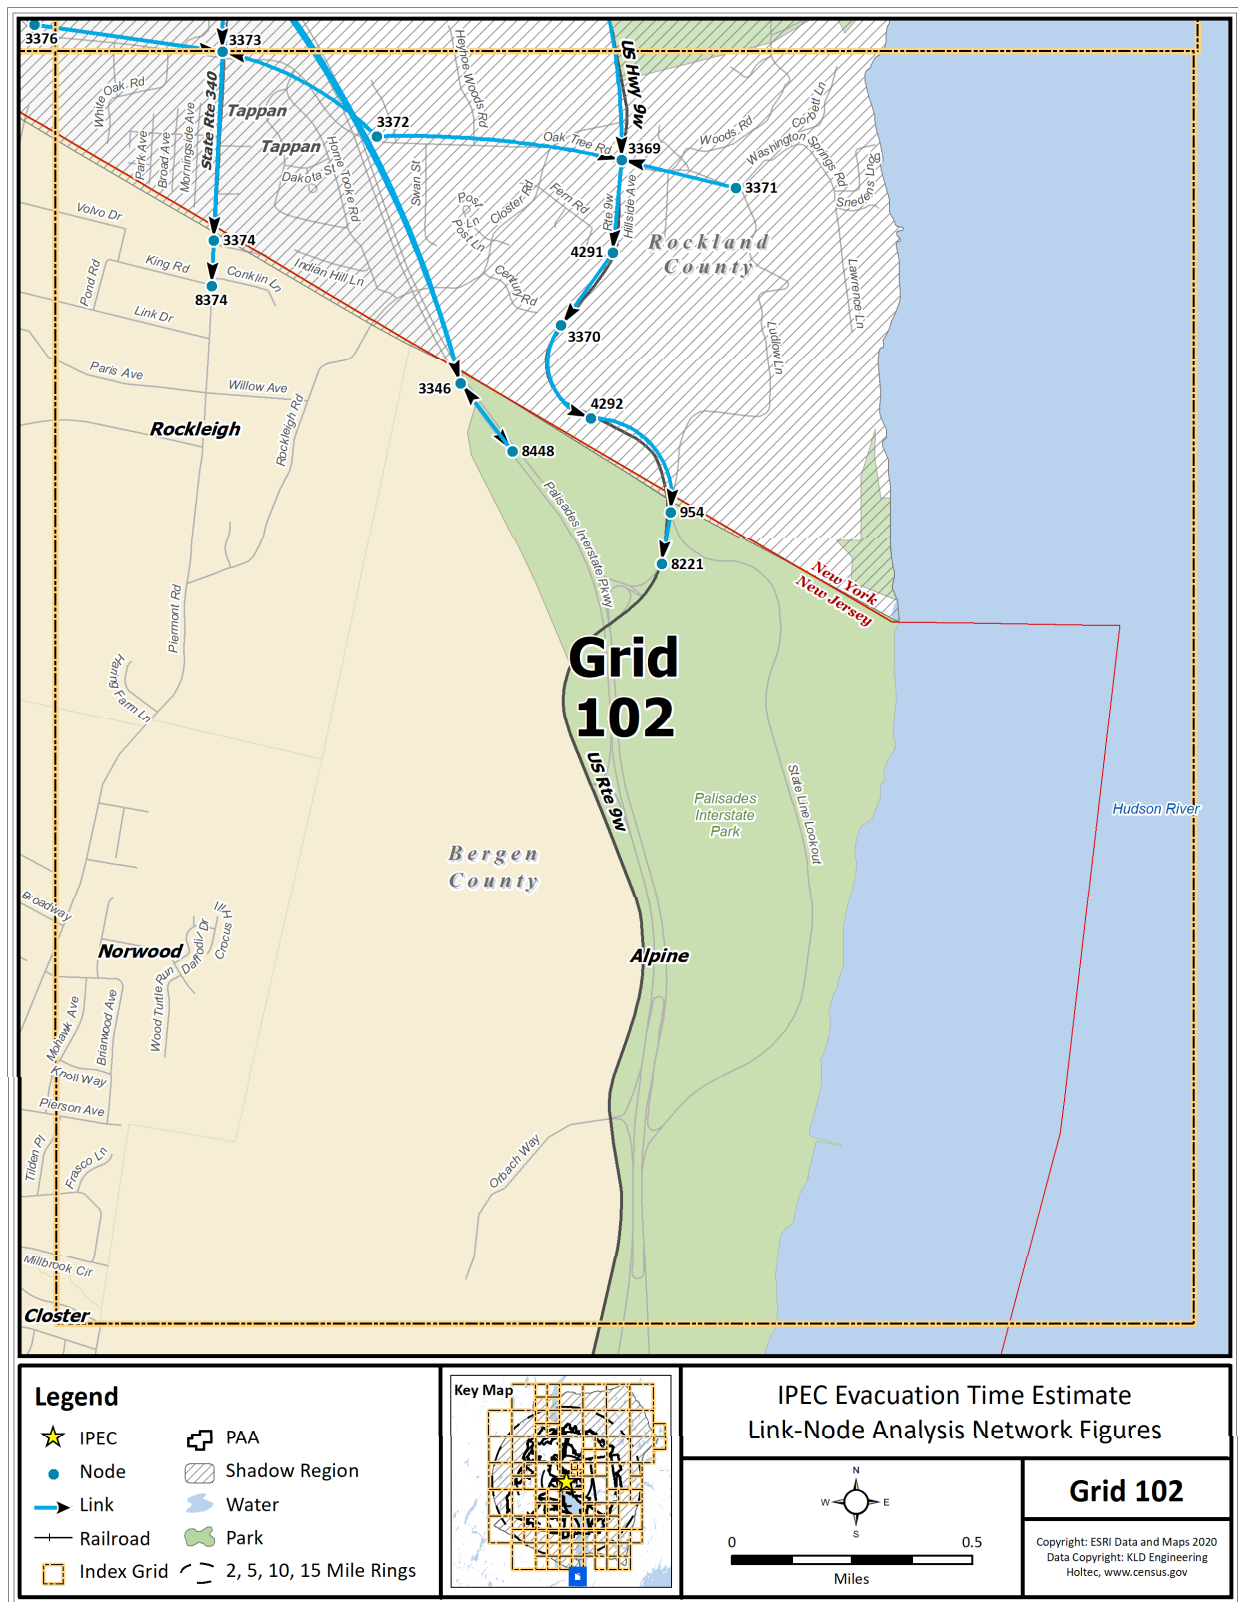 3376
3373
US Hwy 9w
Heyhoe Woods Rd
White Oak Rd
State Rte 340
Tappan
Tappan
3372
Park Ave
Broad Ave
Morningside Ave
Home Tooke Rd
Dakota St
Swan St
Oak Tree Rd
3369
Woods Rd
Corbett Ln
Washington Springs Rd
3371
Snedens Ln
Post Ln
Post Ln
Closter Rd
Fern Rd
Rte 9w
Hillside Ave
Volvo Dr
3374
4291
Rockland
County
King Rd
Conklin Ln
Indian Hill Ln
Century Rd
Pond Rd
8374
Lawrence Ln
Link Dr
3370
Ludlow Ln
Paris Ave
Willow Ave
3346
4292
Rockleigh
Rockleigh Rd
8448
Palisades Interstate Pkwy
954
8221
New York
New Jersey
Piermont Rd
Grid
102
Haring Farm Ln
US Rte 9w
State Line Lookout
Palisades
Interstate
Park
Hudson River
Bergen
County
Broadway
Norwood
Daffodil Dr
Crocus Hill
Alpine
Wood Turtle Run
Mohawk Ave
Briarwood Ave
Knoll Way
Pierson Ave
Tilden Pl
Frasco Ln
Orbach Way
Millbrook Cir
Closter
Legend
IPEC
PAA
Node
Shadow Region
Link
Water
Railroad
Park
Index Grid
2, 5, 10, 15 Mile Rings
Key Map
IPEC Evacuation Time Estimate
Link-Node Analysis Network Figures
N
W
E
S
0
0.5
Miles
Grid 102
Copyright: ESRI Data and Maps 2020
Data Copyright: KLD Engineering
Holtec, www.census.gov